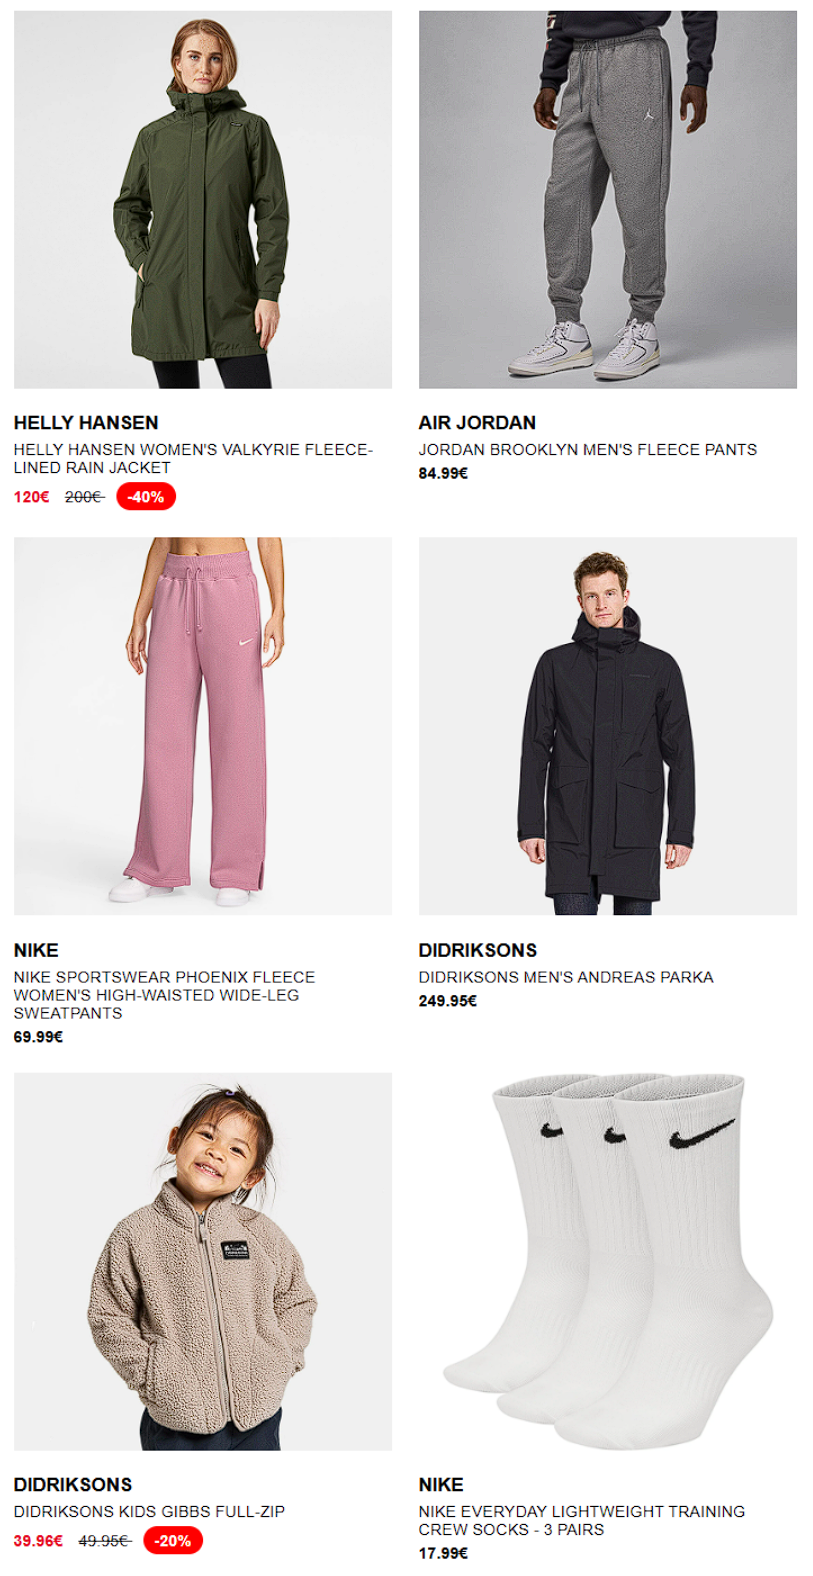 HELLY HANSEN
HELLY HANSEN WOMEN'S VALKYRIE FLEECE-
LINED RAIN JACKET
120€ 200€ -40%
AIR JORDAN
JORDAN BROOKLYN MEN'S FLEECE PANTS
84.99€
NIKE
NIKE SPORTSWEAR PHOENIX FLEECE
WOMEN'S HIGH-WAISTED WIDE-LEG
SWEATPANTS
69.99€
DIDRIKSONS
DIDRIKSONS MEN'S ANDREAS PARKA
249.95€
DIDRIKSONS
DIDRIKSONS KIDS GIBBS FULL-ZIP
39.96€ 49.95€ -20%
NIKE
NIKE EVERYDAY LIGHTWEIGHT TRAINING
CREW SOCKS - 3 PAIRS
17.99€